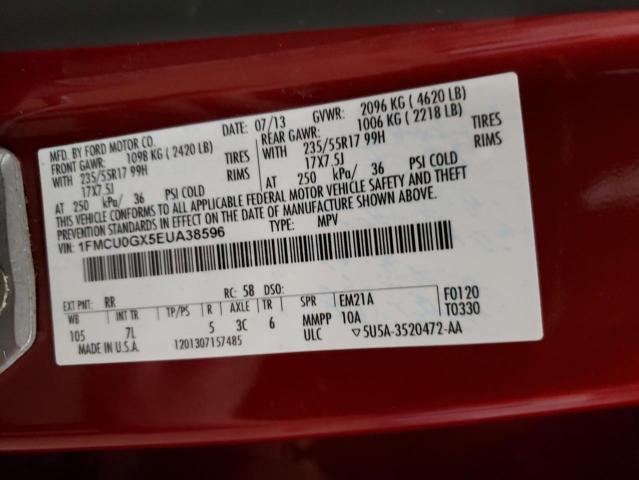 MFD. BY FORD MOTOR CO.
DATE: 07/13 GVWR: 2096 KG ( 4620 LB)
FRONT GAWR: 1098 KG ( 2420 LB) REAR GAWR: 1006 KG ( 2218 LB)
WITH 235/55R17 99H TIRES WITH 235/55R17 99H TIRES
17X7.5J RIMS 17X7.5J RIMS
AT 250 kPa/ 36 PSI COLD AT 250 kPa/ 36 PSI COLD
THIS VEHICLE CONFORMS TO ALL APPLICABLE FEDERAL MOTOR VEHICLE SAFETY AND THEFT
PREVENTION STANDARDS IN EFFECT ON THE DATE OF MANUFACTURE SHOWN ABOVE.
VIN: 1FMCU0GX5EUA38596 TYPE: MPV
EXT PNT: RR RC: 58 DSO:
WB INT TR TP/PS R AXLE TR SPR EM21A F0120
105 7L 5 3C 6 MMPP 10A T0330
MADE IN U.S.A. 1201307157485 ULC ▽5U5A-3520472-AA